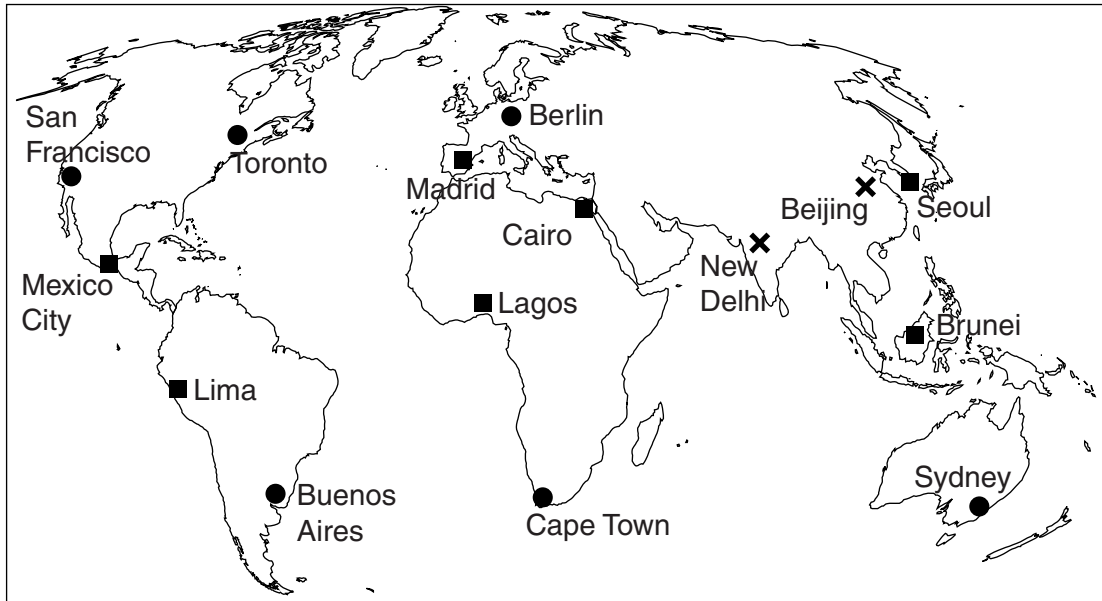 San
Francisco
Toronto
Berlin
Madrid
Beijing
Seoul
Cairo
New
Delhi
Mexico
City
Lagos
Brunei
Lima
Sydney
Buenos
Aires
Cape Town